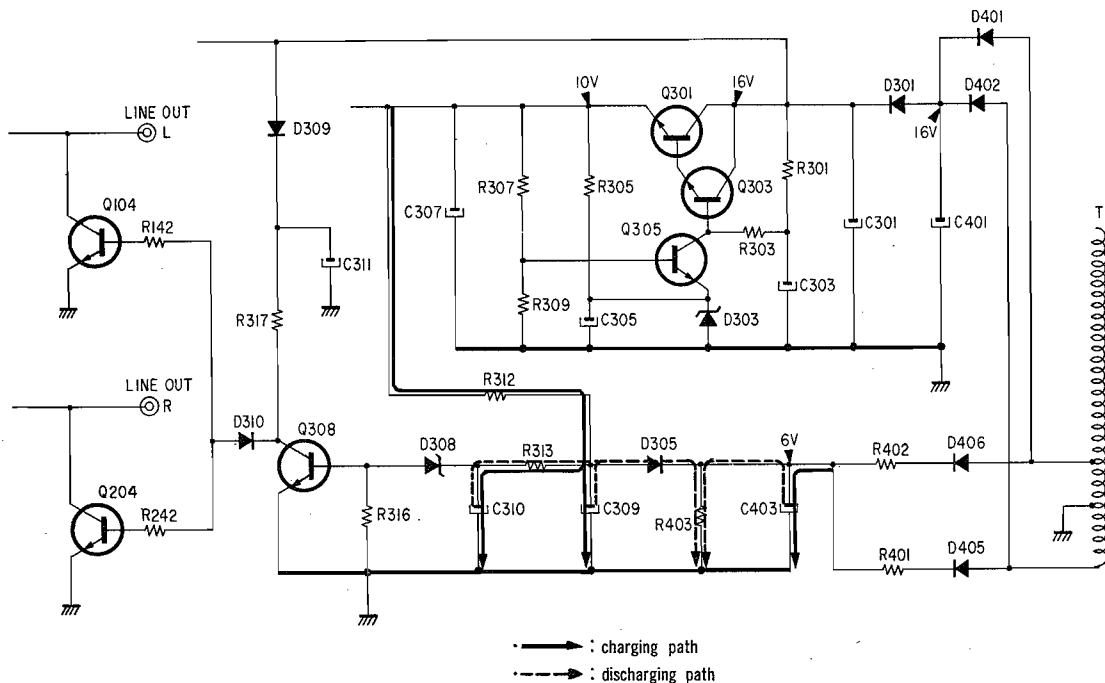 D401
LINE OUT
L
D309
10V
Q301
16V
D301
D402
16V
Q104
R142
R307
R305
Q303
R301
C307
Q305
R303
C301
C401
T
C311
R309
C305
D303
C303
R317
LINE OUT
R
R312
D310
Q308
D308
R313
D305
6V
R402
D406
Q204
R242
R316
C310
C309
R403
C403
R401
D405
: charging path
: discharging path